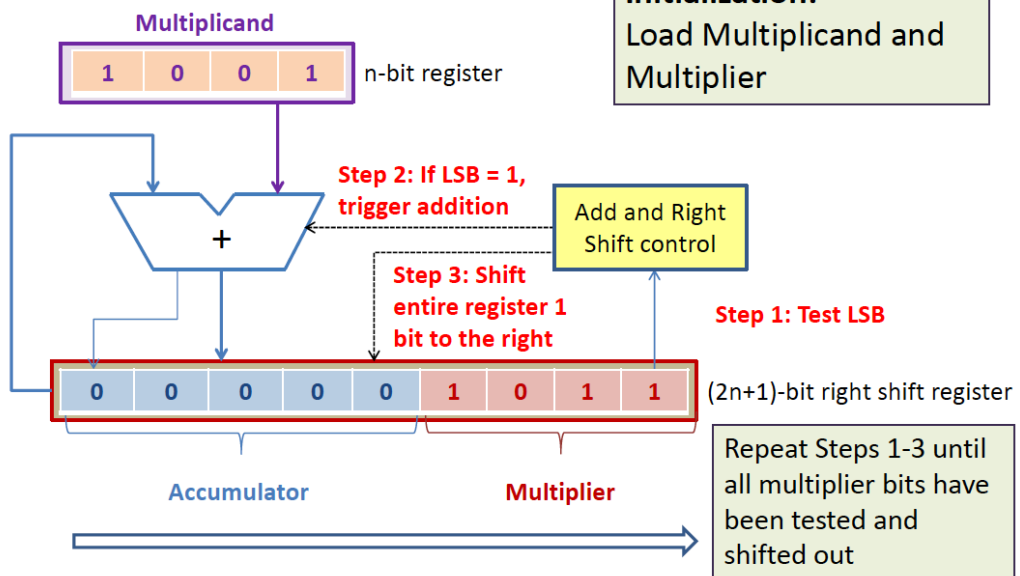 Initialization:
Load Multiplicand and
Multiplier
Multiplicand
1 0 0 1
n-bit register
Step 2: If LSB = 1,
trigger addition
Add and Right
Shift control
+
Step 3: Shift
entire register 1
bit to the right
Step 1: Test LSB
0 0 0 0 0 1 0 1 1
(2n+1)-bit right shift register
Accumulator
Multiplier
Repeat Steps 1-3 until
all multiplier bits have
been tested and
shifted out